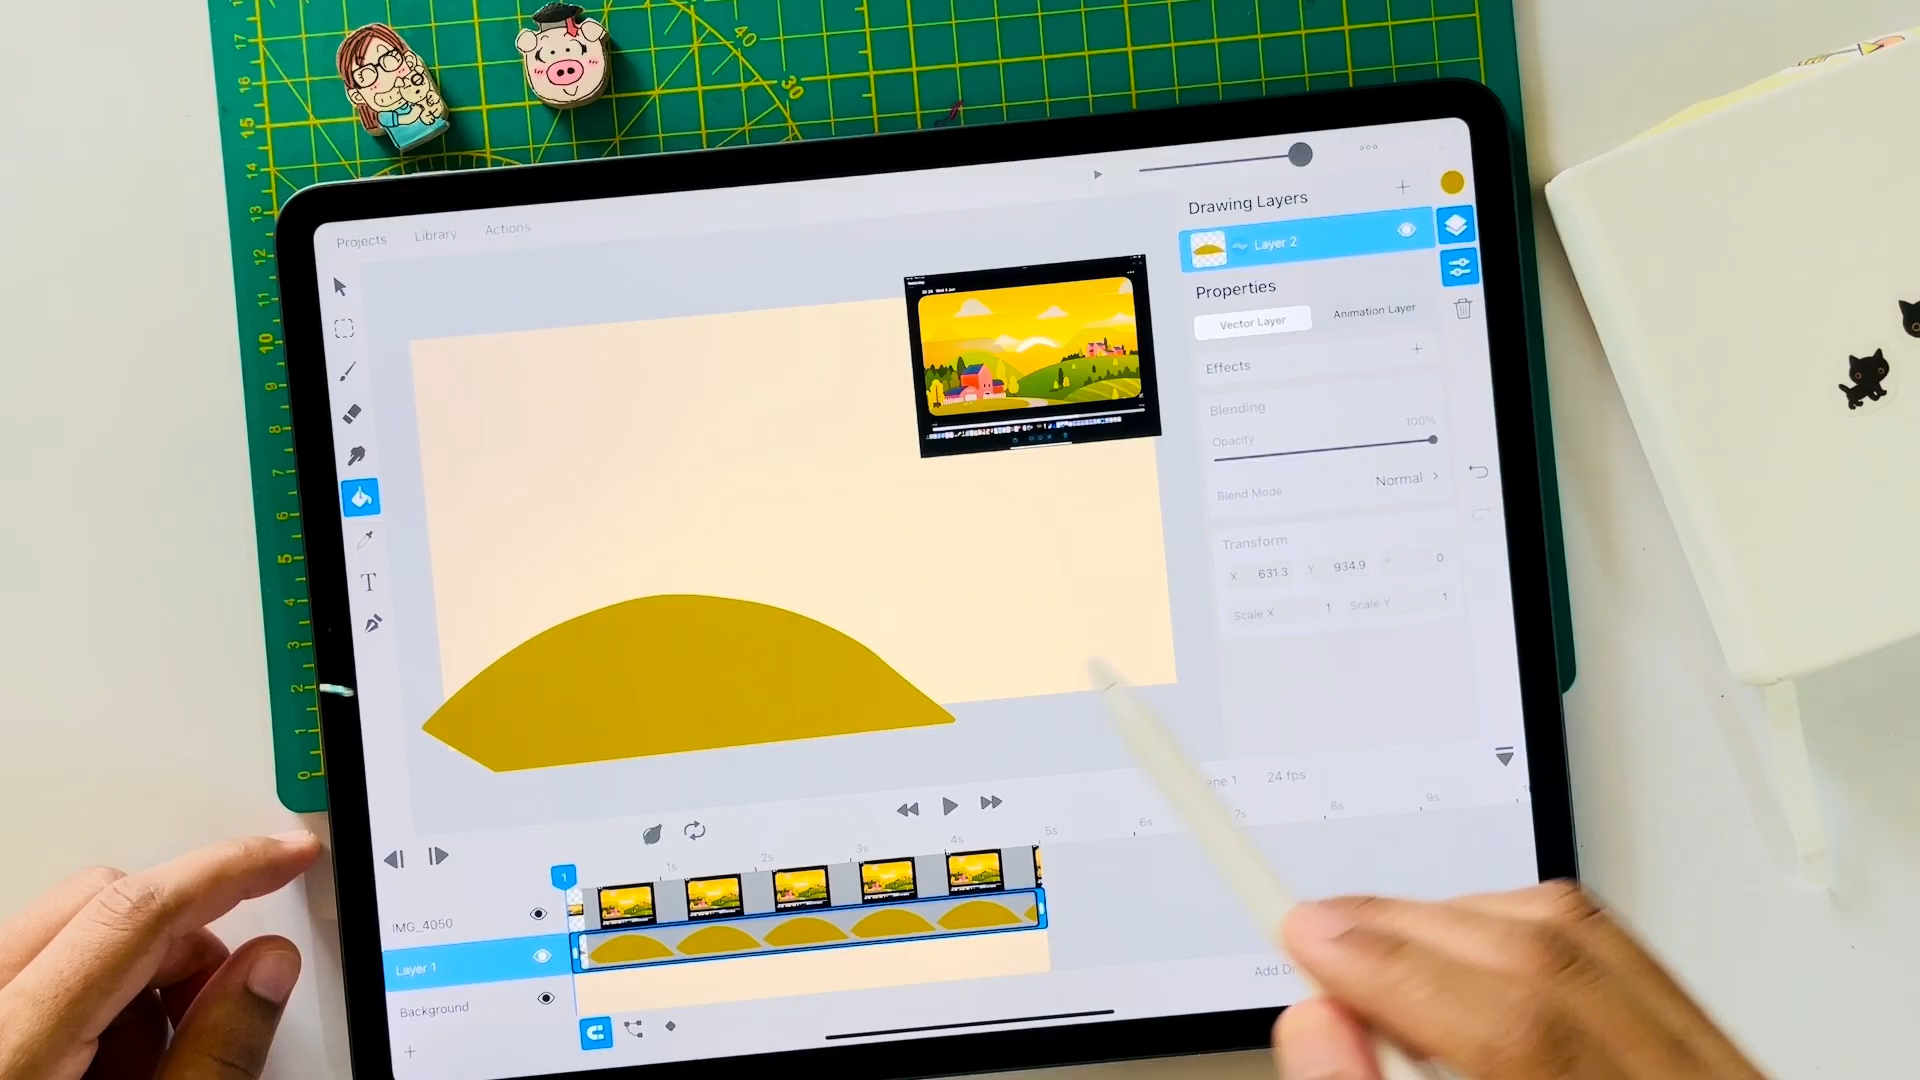 Projects Library Actions
Drawing Layers
Layer 2
Properties
Vector Layer Animation Layer
Effects
Blending
Opacity 100%
Blend Mode Normal
Transform
X 631.3 Y 934.9 0
Scale X 1 Scale Y 1
T
24 fps
1s 2s 3s 4s 5s 6s 7s 8s 9s
1
IMG_4050
Layer 1
Background
Add
17
16
15
14
13
12
11
10
9
8
7
6
5
4
3
2
1
0
40
30